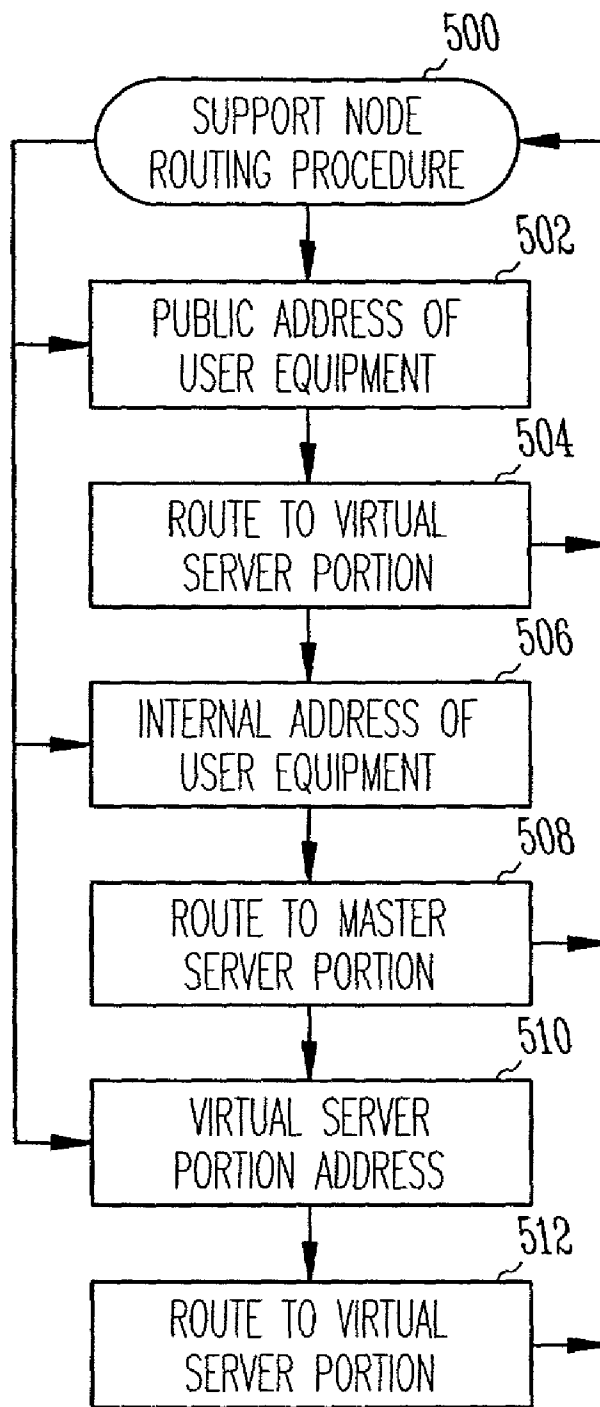 500
SUPPORT NODE
ROUTING PROCEDURE
502
PUBLIC ADDRESS OF
USER EQUIPMENT
504
ROUTE TO VIRTUAL
SERVER PORTION
506
INTERNAL ADDRESS OF
USER EQUIPMENT
508
ROUTE TO MASTER
SERVER PORTION
510
VIRTUAL SERVER
PORTION ADDRESS
512
ROUTE TO VIRTUAL
SERVER PORTION